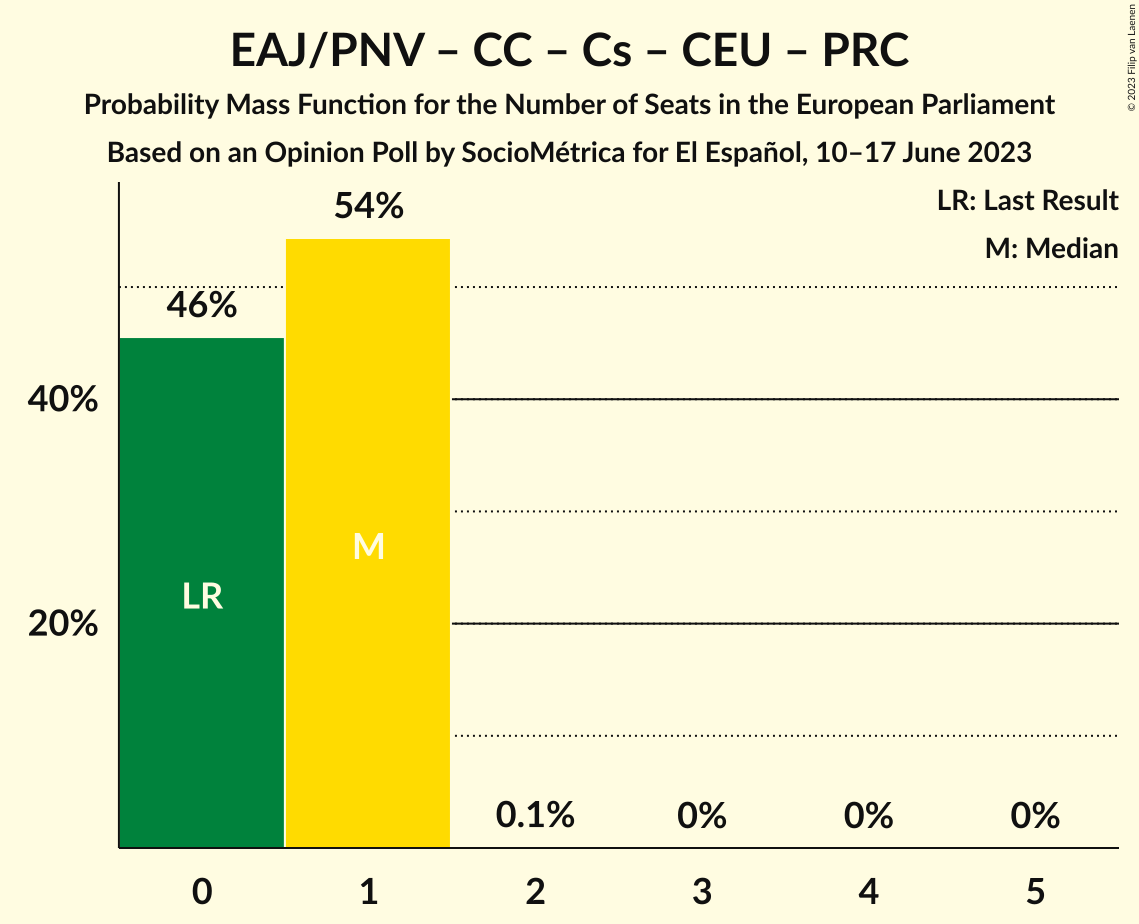 EAJ/PNV – CC – Cs – CEU – PRC
Probability Mass Function for the Number of Seats in the European Parliament
Based on an Opinion Poll by SocioMétrica for El Español, 10–17 June 2023
© 2023 Filip van Laenen
LR: Last Result
M: Median
54%
46%
40%
M
LR
20%
0.1%
0%
0%
0%
0
1
2
3
4
5